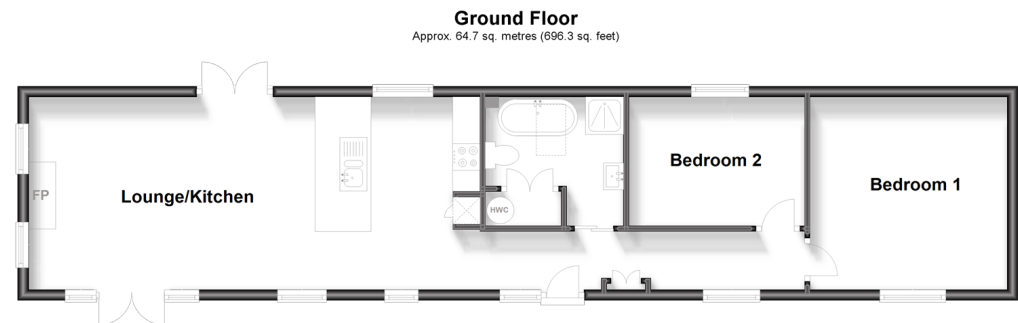 Ground Floor
Approx. 64.7 sq. metres (696.3 sq. feet)
Bedroom 2
Bedroom 1
FP
Lounge/Kitchen
HWC